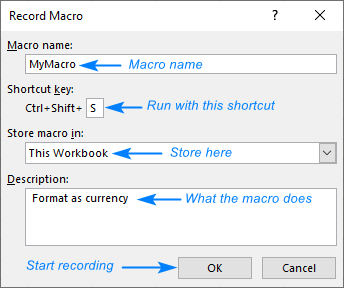 Record Macro ? ×
Macro name:
MyMacro Macro name
Shortcut key:
Ctrl+Shift+ S Run with this shortcut
Store macro in:
This Workbook Store here
Description:
Format as currency What the macro does
Start recording OK Cancel